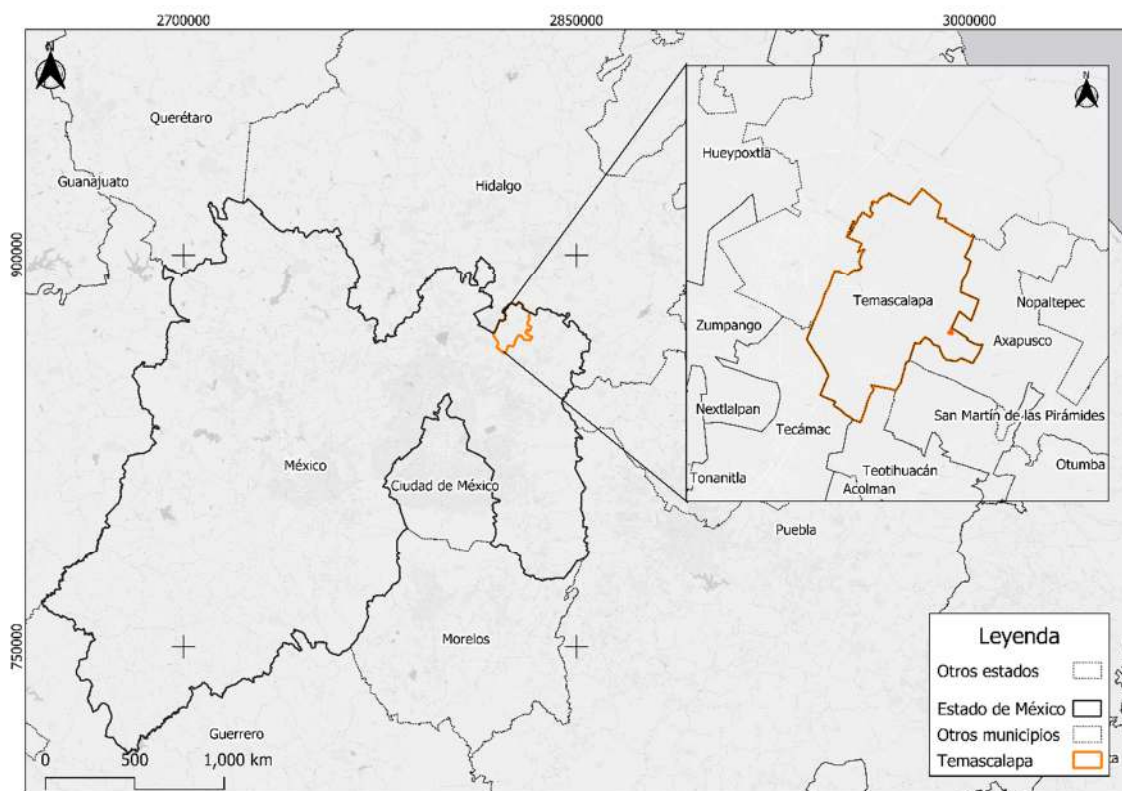 2700000
2850000
3000000
N
N
Querétaro
Hueypoxtla
Guanajuato
Hidalgo
900000
Temascalapa
Nopaltepec
Zumpango
Axapusco
Nextlalpan
San Martín de las Pirámides
Tecámac
México
Teotihuacán
Otumba
Tonanitla
Ciudad de México
Acolman
Puebla
750000
Morelos
Leyenda
Otros estados
Estado de México
Otros municipios
Temascalapa
Guerrero
0 500 1,000 km